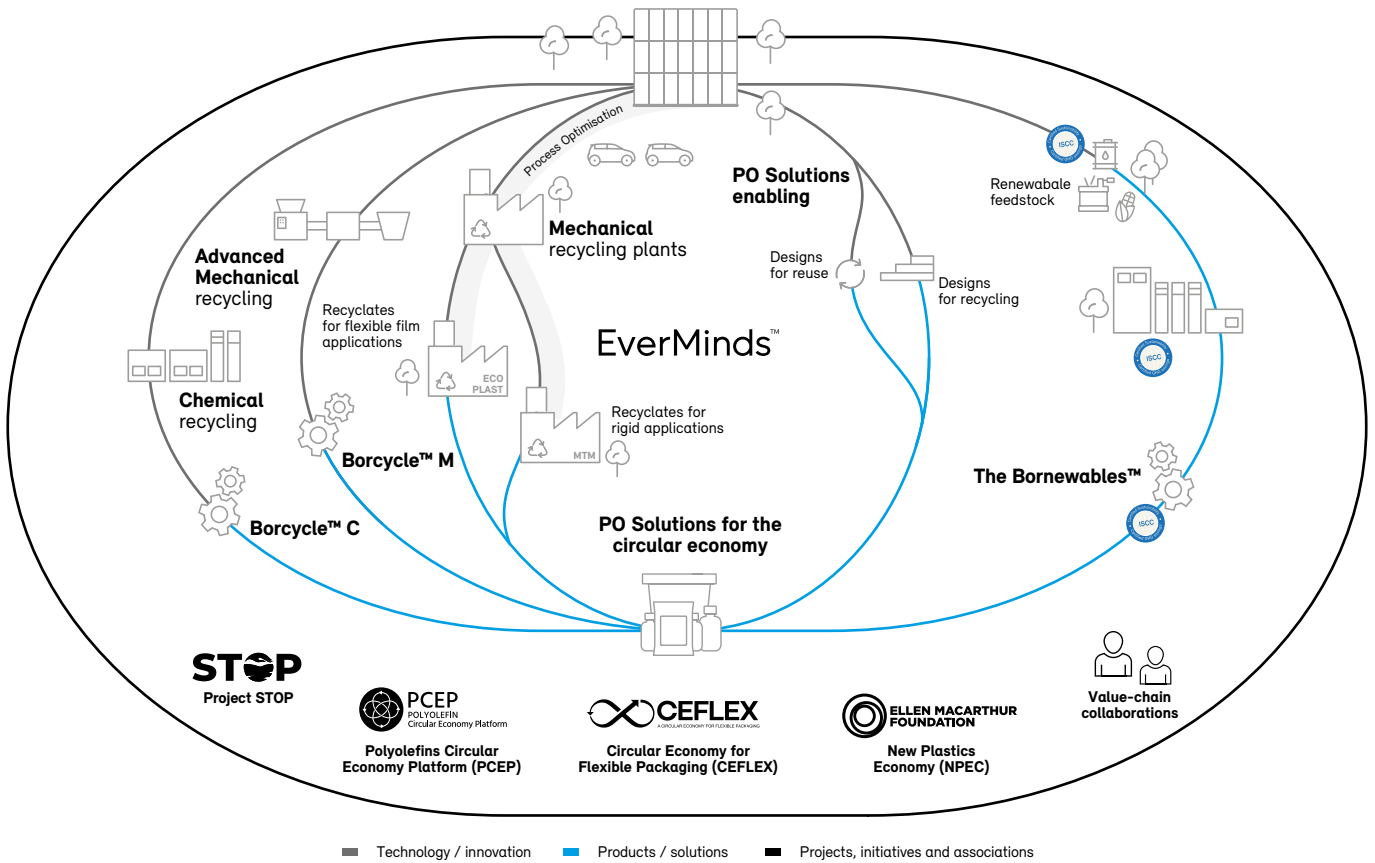 Process Optimisation
ISCC
Renewabale
feedstock
PO Solutions
enabling
Mechanical
recycling plants
Advanced
Mechanical
recycling
Designs
for reuse
Designs
for recycling
Recyclates
for flexible film
applications
EverMinds™
ISCC
ECO
PLAST
Chemical
recycling
Recyclates for
rigid applications
MTM
Borcycle™ M
The Bornewables™
Borcycle™ C
ISCC
PO Solutions for the
circular economy
STOP
Project STOP
PCEP
POLYOLEFIN
Circular Economy Platform
Polyolefins Circular
Economy Platform (PCEP)
CEFLEX
A CIRCULAR ECONOMY FOR FLEXIBLE PACKAGING
Circular Economy for
Flexible Packaging (CEFLEX)
ELLEN MACARTHUR
FOUNDATION
New Plastics
Economy (NPEC)
Value-chain
collaborations
Technology / innovation
Products / solutions
Projects, initiatives and associations